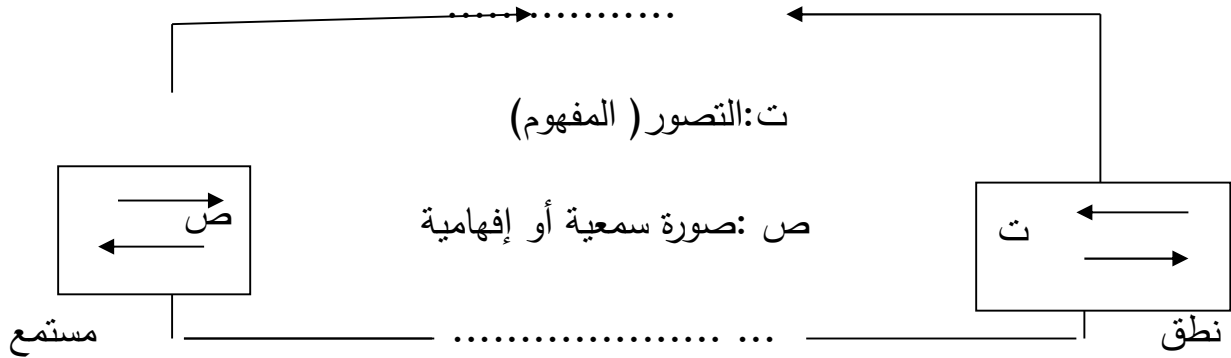 ................
ت:التصور( المفهوم)
ص
ص :صورة سمعية أو إفهامية
ت
نطق
.................... ...
مستمع